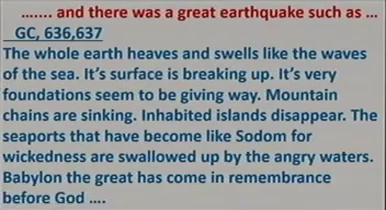 ....... and there was a great earthquake such as ...
GC, 636,637
The whole earth heaves and swells like the waves
of the sea. It's surface is breaking up. It's very
foundations seem to be giving way. Mountain
chains are sinking. Inhabited islands disappear. The
seaports that have become like Sodom for
wickedness are swallowed up by the angry waters.
Babylon the great has come in remembrance
before God ....